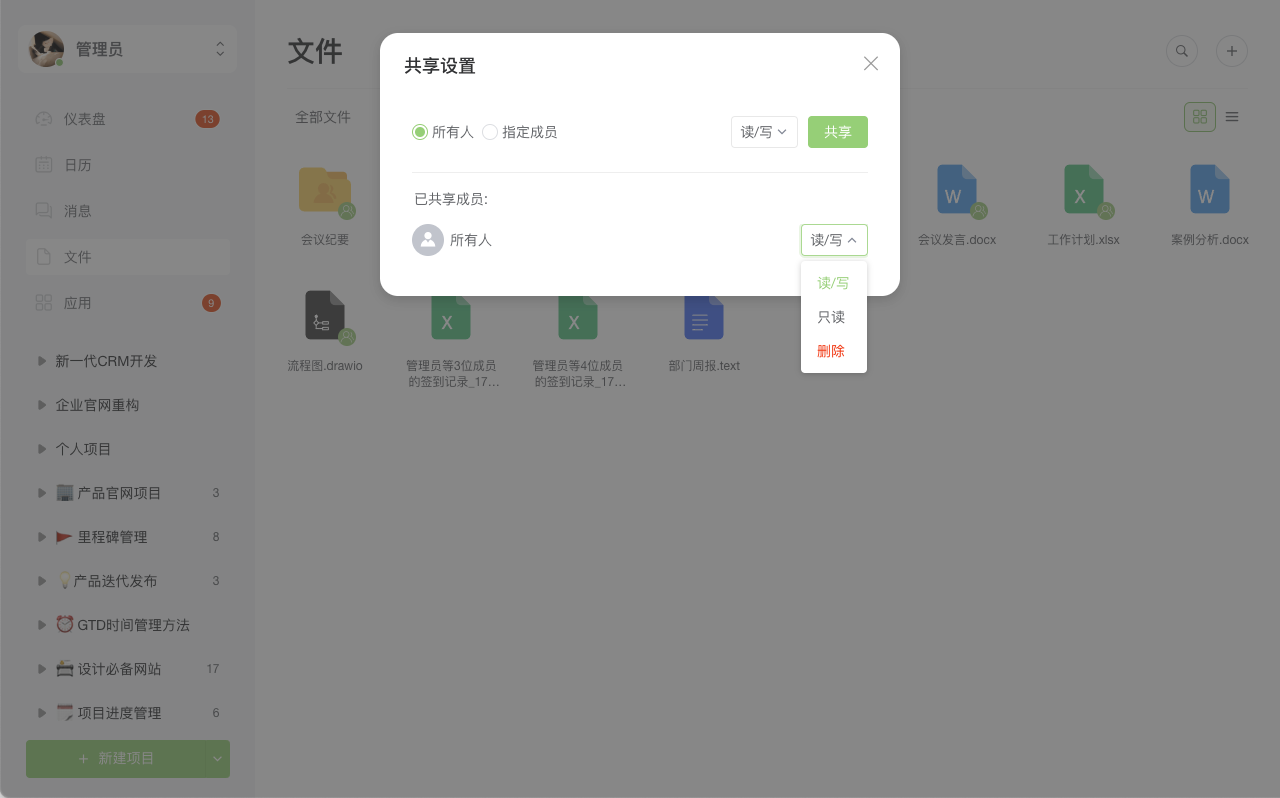 管理员
仪表盘
13
日历
消息
文件
应用
9
新一代CRM开发
企业官网重构
个人项目
产品官网项目
3
里程碑管理
8
产品迭代发布
3
GTD时间管理方法
设计必备网站
17
项目进度管理
6
新建项目
文件
全部文件
会议纪要
会议发言.docx
工作计划.xlsx
案例分析.docx
W
X
W
流程图.drawio
管理员等3位成员
的签到记录_17...
管理员等4位成员
的签到记录_17...
部门周报.text
X
X
共享设置
所有人
指定成员
读/写
共享
已共享成员:
所有人
读/写
读/写
只读
删除